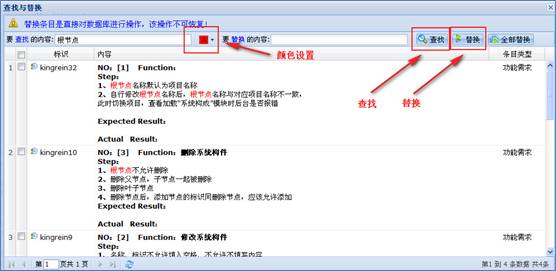 查找与替换
替换条目是直接对数据库进行操作，该操作不可恢复！
要 查找 的内容: 根节点 要 替换 的内容: 查找 替换 全部替换
标识 内容 条目类型
颜色设置
查找
替换
1 kingrein32 NO: [1] Function: 功能需求
Step:
1、根节点名称默认为项目名称
2、自行修改根节点名称后，根节点名称与对应项目名称不一致，
此时切换项目，查看加载"系统构成"模块时后台是否报错
Expected Result:
Actual Result:
2 kingrein10 NO: [3] Function: 删除系统构件 功能需求
Step:
1、根节点不允许删除
2、删除父节点，子节点一起被删除
3、删除叶子节点
4、删除节点后，添加节点的标识同删除节点，应该允许添加
Expected Result:
Actual Result:
3 kingrein9 NO: [2] Function: 修改系统构件 功能需求
Step:
1、名称、标识不允许填入空格，不允许不填写内容
第 1 页共 1 页 第1 到 4 条数据 共4条